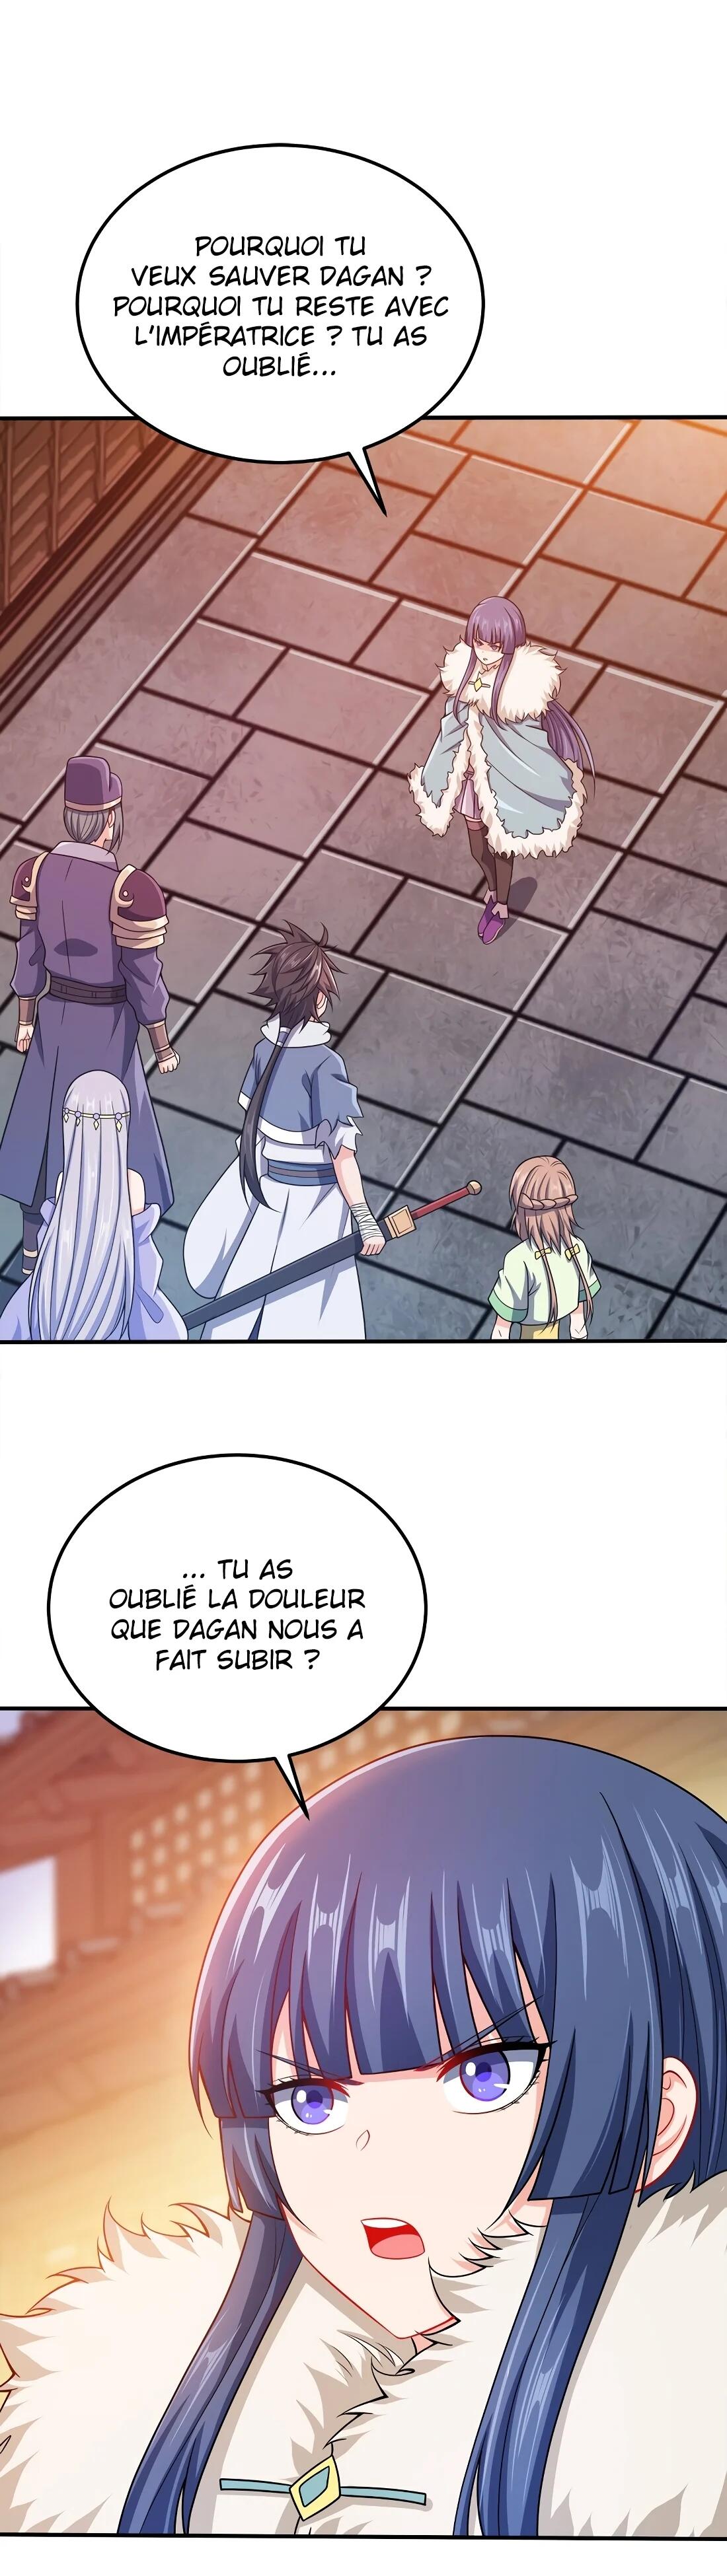 POURQUOI TU
VEUX SAUVER DAGAN ?
POURQUOI TU RESTE AVEC
L'IMPÉRATRICE ? TU AS
OUBLIÉ...
... TU AS
OUBLIÉ LA DOULEUR
QUE DAGAN NOUS A
FAIT SUBIR ?